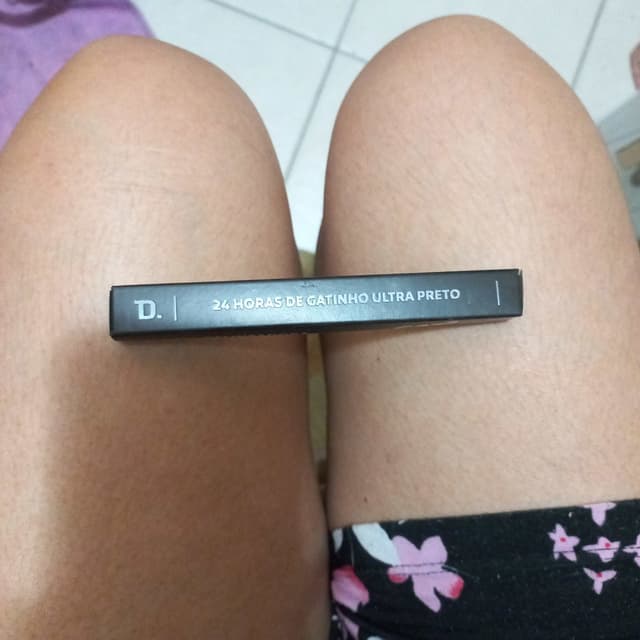 D. | 24 HORAS DE GATINHO ULTRA PRETO |